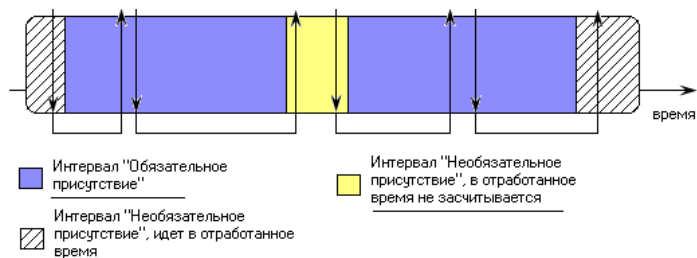 время
Интервал "Обязательное
присутствие"
Интервал "Необязательное
присутствие", в отработанное
время не засчитывается
Интервал "Необязательное
присутствие", идет в отработанное
время